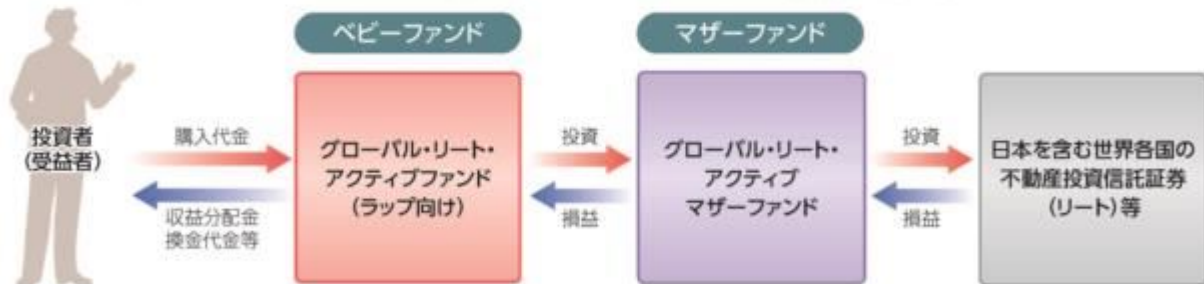 ベビーファンド
マザーファンド
投資者
(受益者)
購入代金
収益分配金
換金代金等
グローバル・リート・
アクティブファンド
(ラップ向け)
投資
損益
グローバル・リート・
アクティブ
マザーファンド
投資
損益
日本を含む世界各国の
不動産投資信託証券
(リート)等